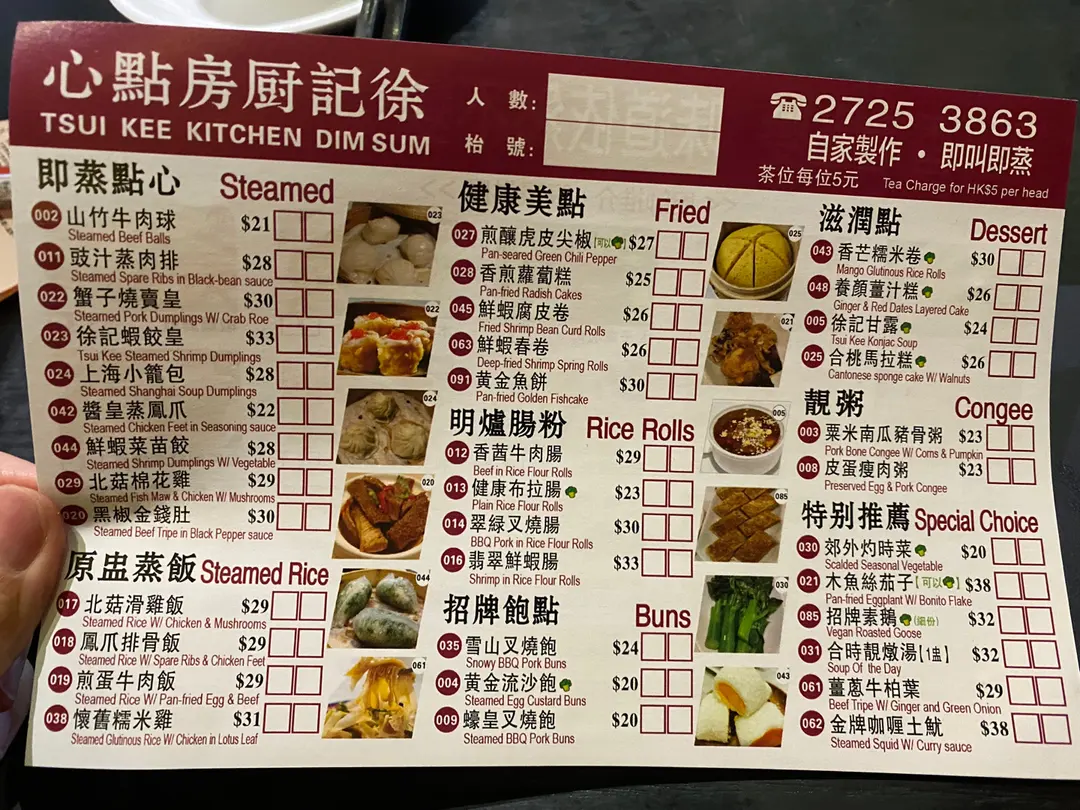 心點房厨記徐
TSUI KEE KITCHEN DIM SUM
人 數:
枱 號:
☎2725 3863
自家製作・即叫即蒸
茶位每位5元 Tea Charge for HK$5 per head
即蒸點心 Steamed
002 山竹牛肉球 $21
Steamed Beef Balls
011 豉汁蒸肉排 $28
Steamed Spare Ribs in Black-bean sauce
022 蟹子燒賣皇 $30
Steamed Pork Dumplings W/ Crab Roe
023 徐記蝦餃皇 $33
Tsui Kee Steamed Shrimp Dumplings
024 上海小籠包 $28
Steamed Shanghai Soup Dumplings
042 醬皇蒸鳳爪 $22
Steamed Chicken Feet in Seasoning sauce
044 鮮蝦菜苗餃 $28
Steamed Shrimp Dumplings W/ Vegetable
029 北菇棉花雞 $29
Steamed Fish Maw & Chicken W/ Mushrooms
020 黑椒金錢肚 $30
Steamed Beef Tripe in Black Pepper sauce
原盅蒸飯 Steamed Rice
017 北菇滑雞飯 $29
Steamed Rice W/ Chicken & Mushrooms
018 鳳爪排骨飯 $29
Steamed Rice W/ Spare Ribs & Chicken Feet
019 煎蛋牛肉飯 $29
Steamed Rice W/ Pan-fried Egg & Beef
038 懷舊糯米雞 $31
Steamed Glutinous Rice W/ Chicken in Lotus Leaf
023
022
024
020
044
061
健康美點 Fried
027 煎釀虎皮尖椒[可以] $27
Pan-seared Green Chili Pepper
028 香煎蘿蔔糕 $25
Pan-fried Radish Cakes
045 鮮蝦腐皮卷 $26
Fried Shrimp Bean Curd Rolls
063 鮮蝦春卷 $26
Deep-fried Shrimp Spring Rolls
091 黄金魚餅 $30
Pan-fried Golden Fishcake
明爐腸粉 Rice Rolls
012 香茜牛肉腸 $29
Beef in Rice Flour Rolls
013 健康布拉腸 $23
Plain Rice Flour Rolls
014 翠緑叉燒腸 $30
BBQ Pork in Rice Flour Rolls
016 翡翠鮮蝦腸 $33
Shrimp in Rice Flour Rolls
招牌飽點 Buns
035 雪山叉燒飽 $24
Snowy BBQ Pork Buns
004 黄金流沙飽 $20
Steamed Egg Custard Buns
009 蠔皇叉燒飽 $20
Steamed BBQ Pork Buns
025
021
005
085
030
043
滋潤點 Dessert
043 香芒糯米卷 $30
Mango Glutinous Rice Rolls
048 養顏薑汁糕 $26
Ginger & Red Dates Layered Cake
005 徐記甘露 $24
Tsui Kee Konjac Soup
025 合桃馬拉糕 $26
Cantonese sponge cake W/ Walnuts
靚粥 Congee
003 粟米南瓜豬骨粥 $23
Pork Bone Congee W/ Corns & Pumpkin
008 皮蛋瘦肉粥 $23
Preserved Egg & Pork Congee
特别推薦 Special Choice
030 郊外灼時菜 $20
Scalded Seasonal Vegetable
021 木魚絲茄子[可以] $38
Pan-fried Eggplant W/ Bonito Flake
085 招牌素鵝 (細份) $32
Vegan Roasted Goose
031 合時靚燉湯[1盅] $32
Soup Of the Day
061 薑蔥牛柏葉 $29
Beef Tripe W/ Ginger and Green Onion
062 金牌咖喱土魷 $38
Steamed Squid W/ Curry sauce